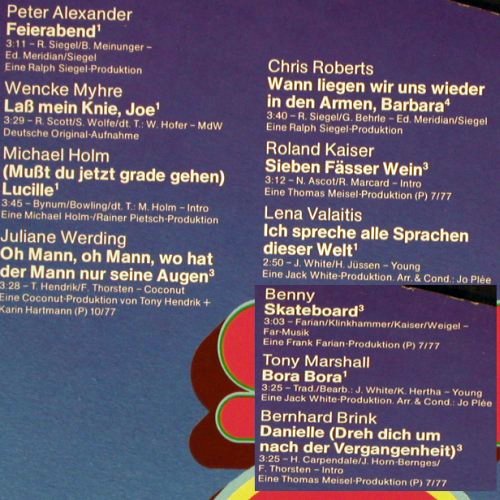 Peter Alexander
Feierabend¹
3:11 – R. Siegel/B. Meinunger –
Ed. Meridian/Siegel
Eine Ralph Siegel-Produktion
Wencke Myhre
Laß mein Knie, Joe¹
3:29 – R. Scott/S. Wolfe/dt. T.: W. Hofer – MdW
Deutsche Original-Aufnahme
Michael Holm
(Mußt du jetzt grade gehen)
Lucille¹
3:45 – Bynum/Bowling/dt. T.: M. Holm – Intro
Eine Michael Holm-/Rainer Pietsch-Produktion
Juliane Werding
Oh Mann, oh Mann, wo hat
der Mann nur seine Augen³
3:28 – T. Hendrik/F. Thorsten – Coconut
Eine Coconut-Produktion von Tony Hendrik +
Karin Hartmann (P) 10/77
Chris Roberts
Wann liegen wir uns wieder
in den Armen, Barbara⁴
3:40 – R. Siegel/G. Behrle – Ed. Meridian/Siegel
Eine Ralph Siegel-Produktion
Roland Kaiser
Sieben Fässer Wein³
3:12 – N. Ascot/R. Marcard – Intro
Eine Thomas Meisel-Produktion (P) 7/77
Lena Valaitis
Ich spreche alle Sprachen
dieser Welt¹
2:50 – J. White/H. Jüssen – Young
Eine Jack White-Produktion. Arr. & Cond.: Jo Plée
Benny
Skateboard³
3:03 – Farian/Klinkhammer/Kaiser/Weigel –
Far-Musik
Eine Frank Farian-Produktion (P) 7/77
Tony Marshall
Bora Bora¹
3:25 – Trad./Bearb.: J. White/K. Hertha – Young
Eine Jack White-Produktion. Arr. & Cond.: Jo Plée
Bernhard Brink
Danielle (Dreh dich um
nach der Vergangenheit)³
3:25 – H. Carpendale/J. Horn-Bernges/
F. Thorsten – Intro
Eine Thomas Meisel-Produktion (P) 7/77